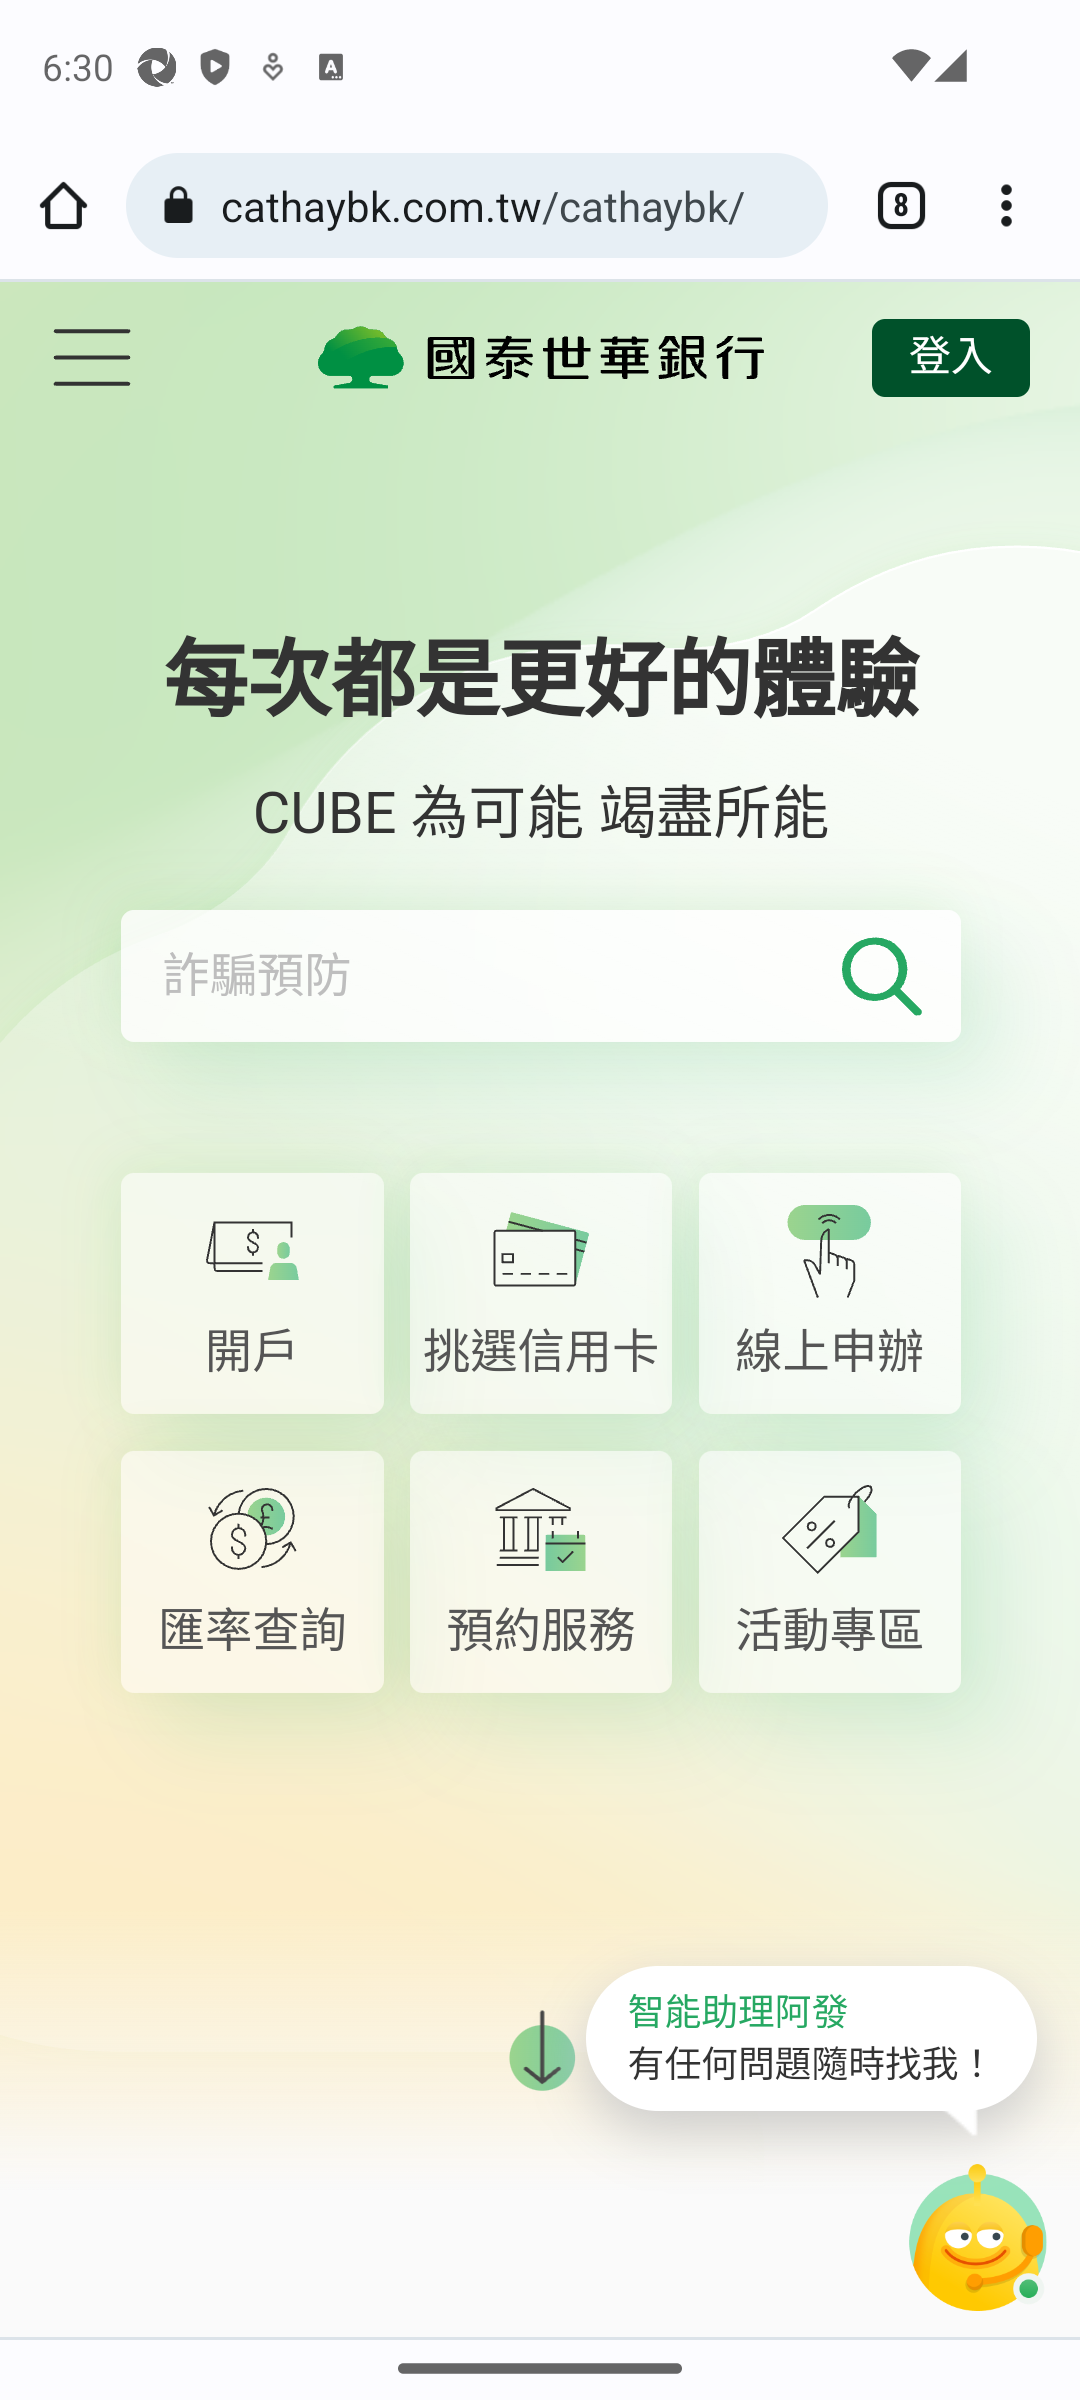 6:30
cathaybk.com.tw/cathaybk/
8
國泰世華銀行
登入
每次都是更好的體驗
CUBE 為可能 竭盡所能
詐騙預防
開戶
挑選信用卡
線上申辦
匯率查詢
預約服務
活動專區
智能助理阿發
有任何問題隨時找我！